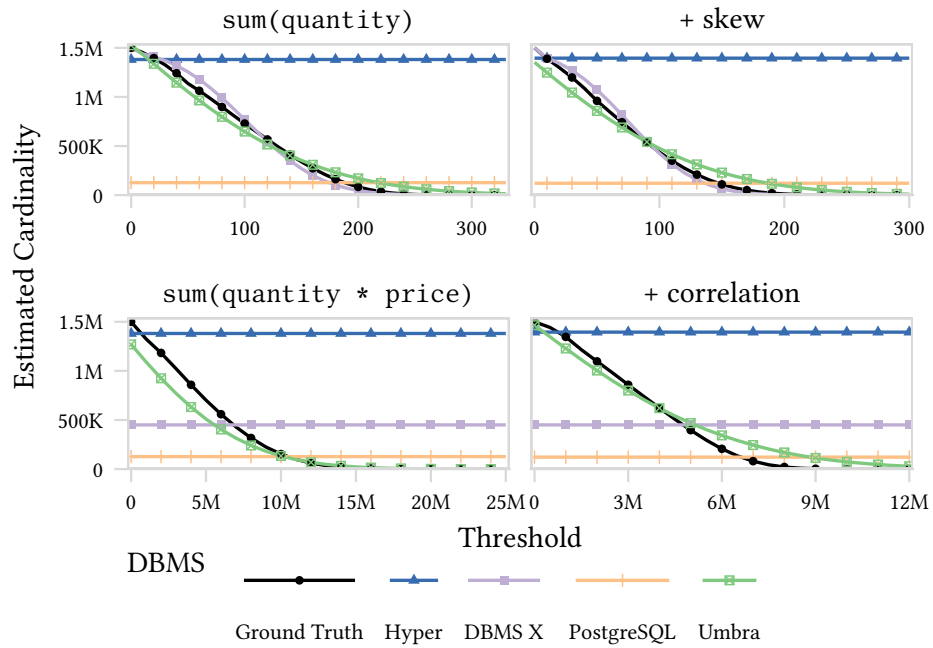 sum(quantity)
+ skew
1.5M
1M
500K
0
100
200
300
0
100
200
300
Estimated Cardinality
sum(quantity * price)
+ correlation
1.5M
1M
500K
0
0
5M
10M
15M
20M
25M
0
3M
6M
9M
12M
Threshold
DBMS
Ground Truth
Hyper
DBMS X
PostgreSQL
Umbra